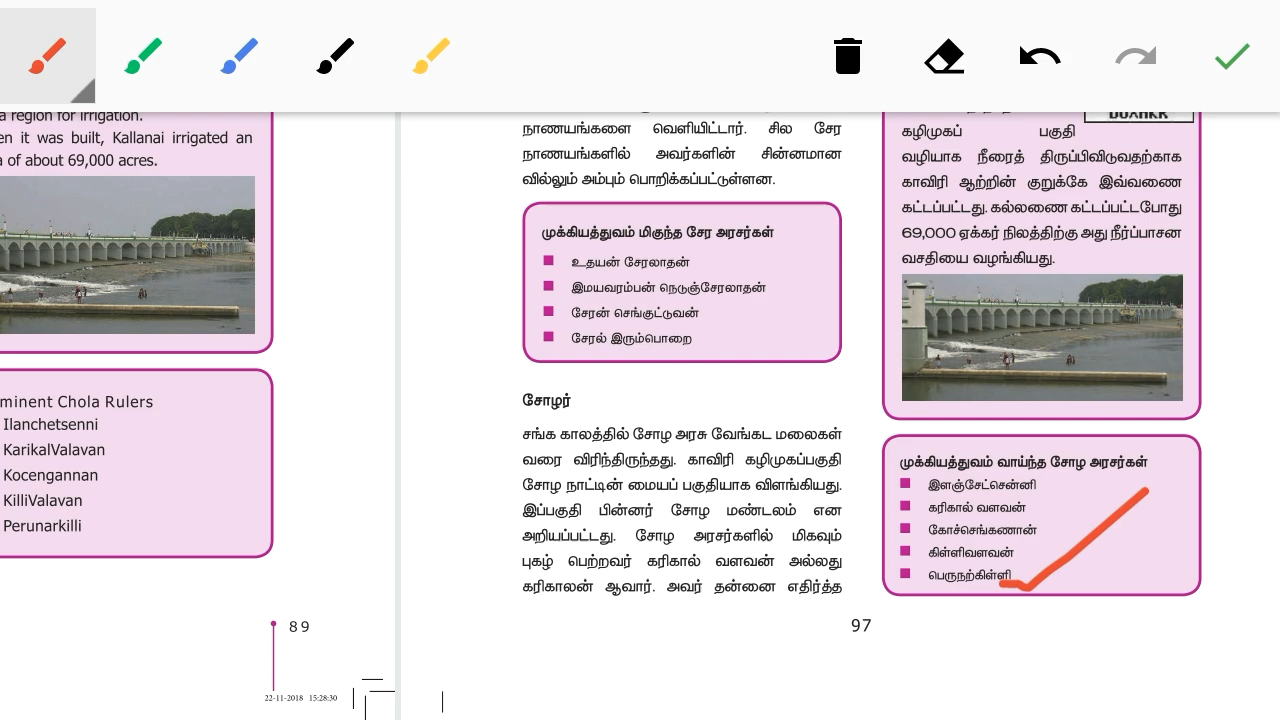 a region for irrigation.
en it was built, Kallanai irrigated an
a of about 69,000 acres.
minent Chola Rulers
Ilanchetsenni
KarikalValavan
Kocengannan
KilliValavan
Perunarkilli
89
22-11-2018 15:28:30
நாணயங்களை வெளியிட்டார். சில சேர
நாணயங்களில் அவர்களின் சின்னமான
வில்லும் அம்பும் பொறிக்கப்பட்டுள்ளன.
முக்கியத்துவம் மிகுந்த சேர அரசர்கள்
உதயன் சேரலாதன்
இமயவரம்பன் நெடுஞ்சேரலாதன்
சேரன் செங்குட்டுவன்
சேரல் இரும்பொறை
சோழர்
சங்க காலத்தில் சோழ அரசு வேங்கட மலைகள்
வரை விரிந்திருந்தது. காவிரி கழிமுகப்பகுதி
சோழ நாட்டின் மையப் பகுதியாக விளங்கியது.
இப்பகுதி பின்னர் சோழ மண்டலம் என
அறியப்பட்டது. சோழ அரசர்களில் மிகவும்
புகழ் பெற்றவர் கரிகால் வளவன் அல்லது
கரிகாலன் ஆவார். அவர் தன்னை எதிர்த்த
கழிமுகப் பகுதி
வழியாக நீரைத் திருப்பிவிடுவதற்காக
காவிரி ஆற்றின் குறுக்கே இவ்வணை
கட்டப்பட்டது. கல்லணை கட்டப்பட்டபோது
69,000 ஏக்கர் நிலத்திற்கு அது நீர்ப்பாசன
வசதியை வழங்கியது.
முக்கியத்துவம் வாய்ந்த சோழ அரசர்கள்
இளஞ்சேட்சென்னி
கரிகால் வளவன்
கோச்செங்கணான்
கிள்ளிவளவன்
பெருநற்கிள்ளி
97